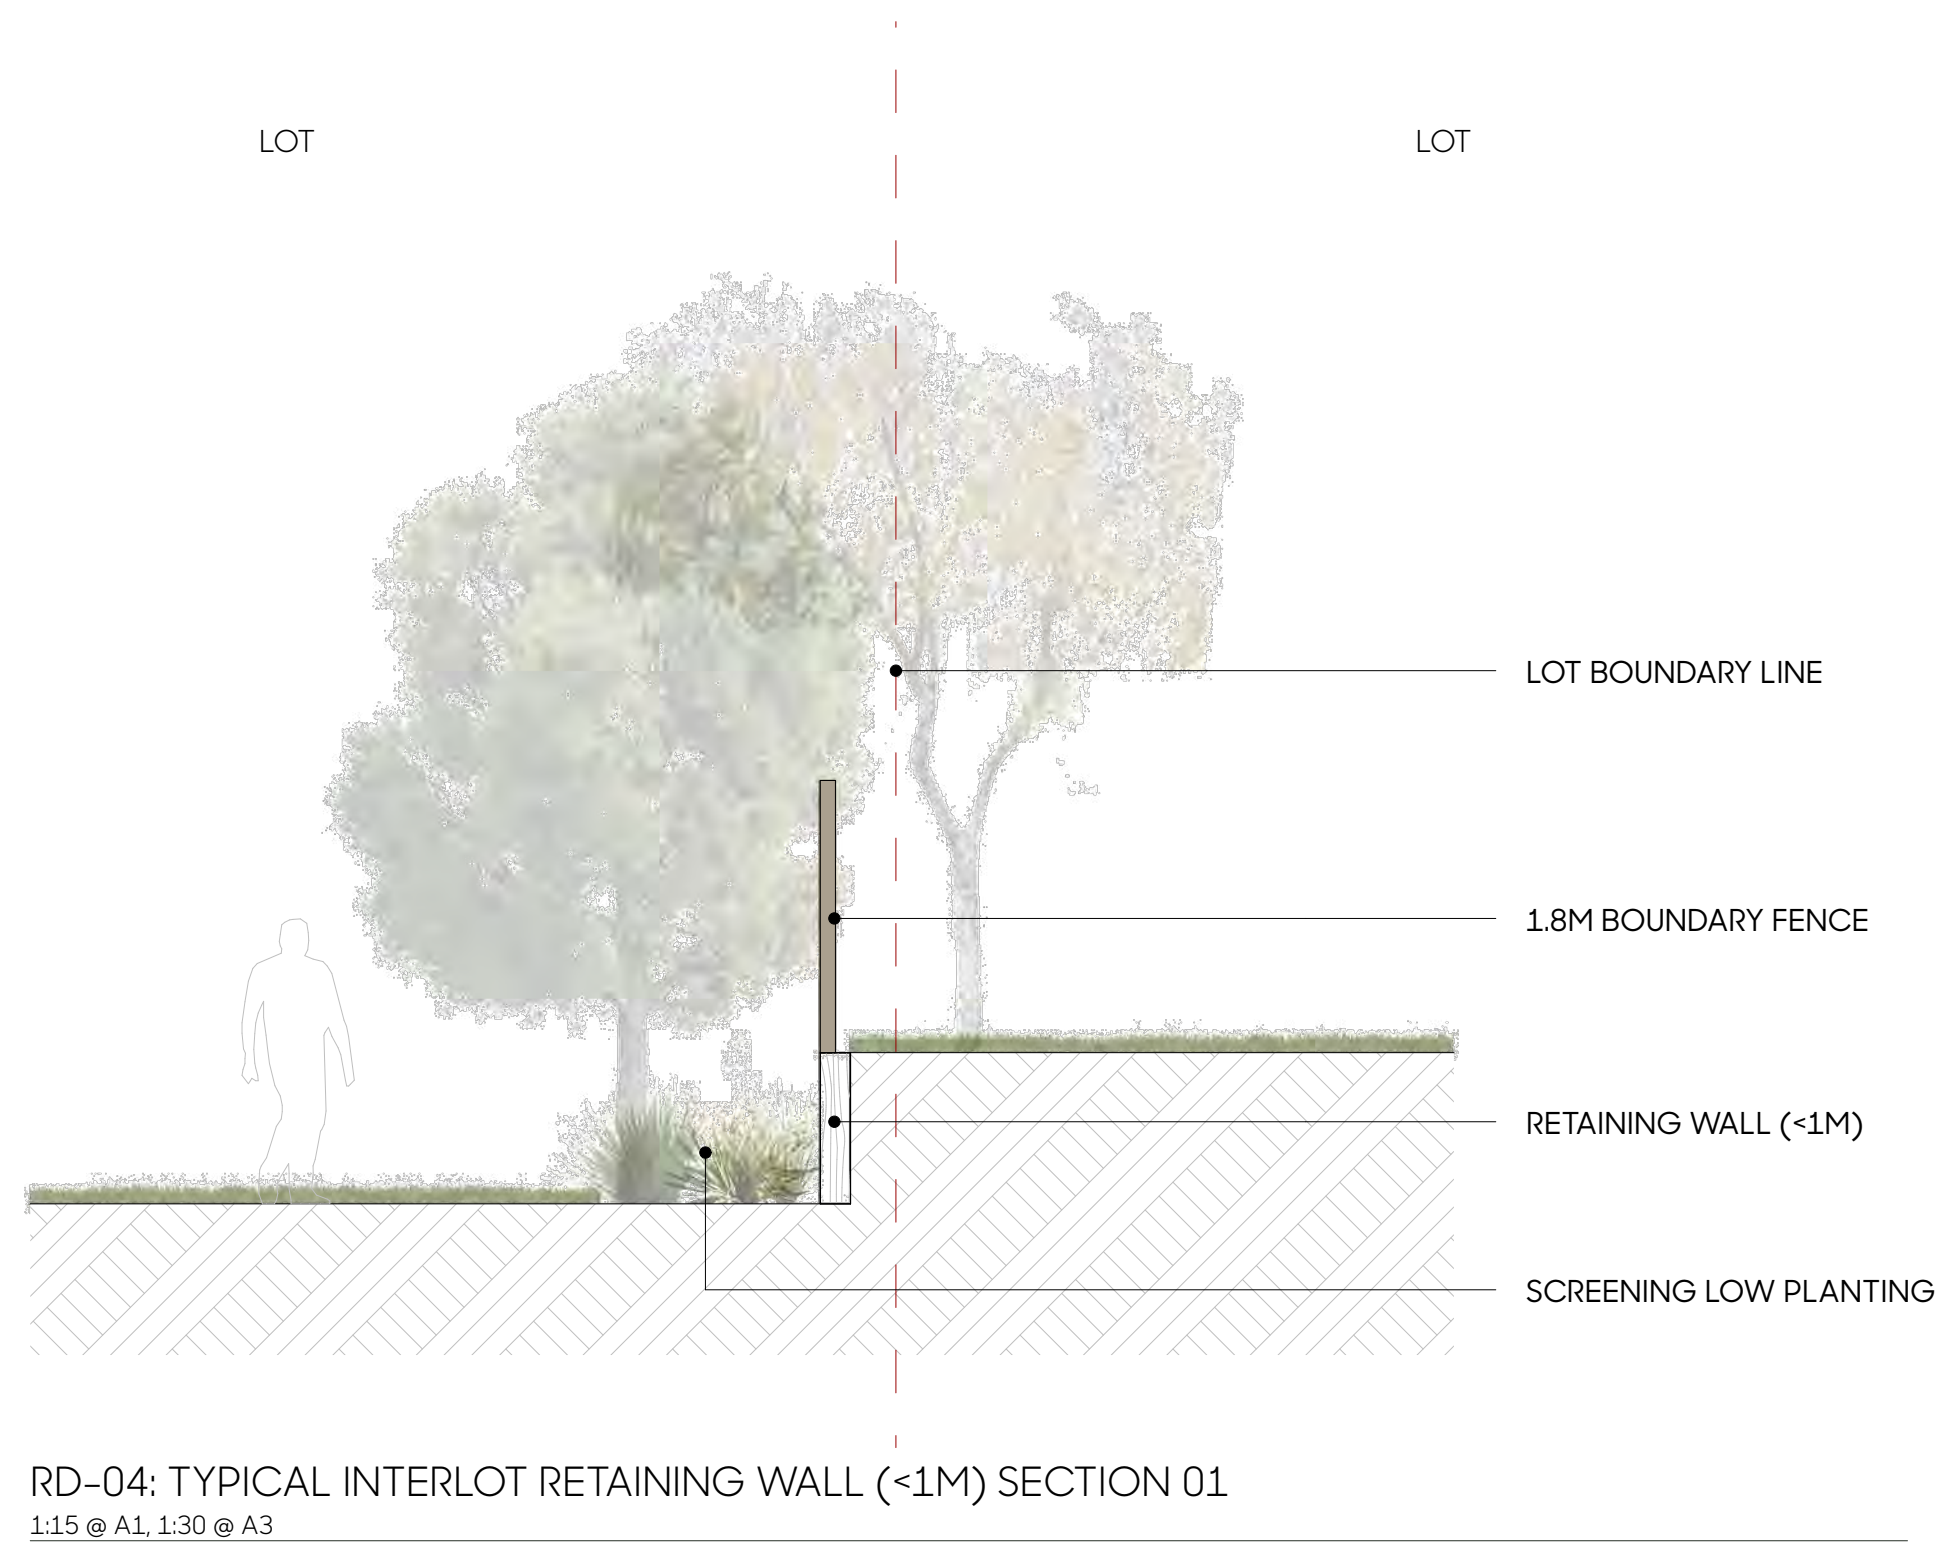 LOT
LOT
LOT BOUNDARY LINE
1.8M BOUNDARY FENCE
RETAINING WALL (<1M)
SCREENING LOW PLANTING
RD-04: TYPICAL INTERLOT RETAINING WALL (<1M) SECTION 01
1:15 @ A1, 1:30 @ A3